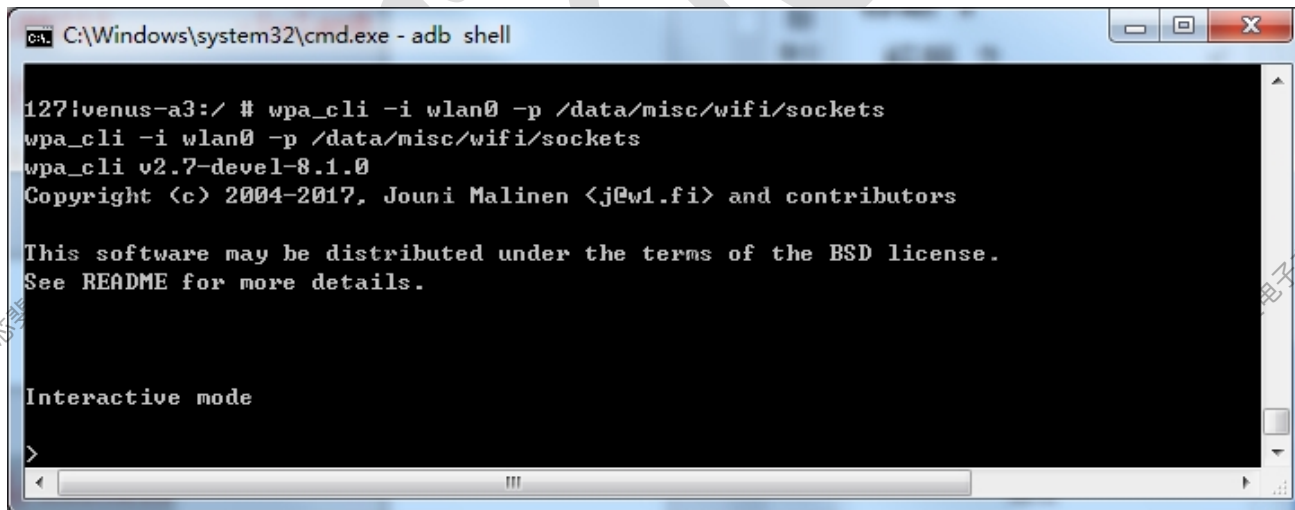 C:\Windows\system32\cmd.exe - adb shell
127|venus-a3:/ # wpa_cli -i wlan0 -p /data/misc/wifi/sockets
wpa_cli -i wlan0 -p /data/misc/wifi/sockets
wpa_cli v2.7-devel-8.1.0
Copyright (c) 2004-2017, Jouni Malinen <j@w1.fi> and contributors
This software may be distributed under the terms of the BSD license.
See README for more details.
Interactive mode
>